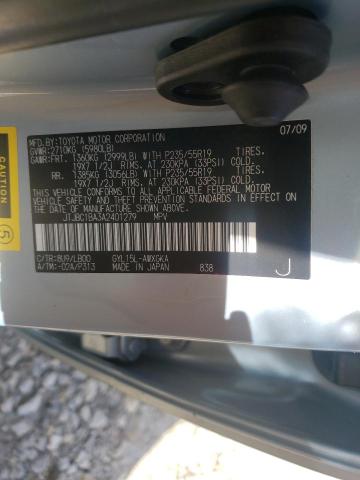 MFD.BY:TOYOTA MOTOR CORPORATION 07/09
GVWR:2710KG (5980LB)
GAWR:FRT. 1360KG (2999LB) WITH P235/55R19 TIRES.
19X7 1/2J RIMS. AT 230KPA (33PSI) COLD.
RR. 1385KG (3056LB) WITH P235/55R19 TIRES.
19X7 1/2J RIMS. AT 230KPA (33PSI) COLD.
THIS VEHICLE CONFORMS TO ALL APPLICABLE FEDERAL MOTOR
VEHICLE SAFETY AND THEFT PREVENTION STANDARDS IN EFFECT
ON THE DATE OF MANUFACTURE SHOWN ABOVE.
JTJBC1BA3A2401279 MPV
C/TR:8U9/LB00 GYL15L-AWXGKA
A/TM:-02A/P313 MADE IN JAPAN 838 J
5